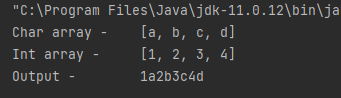 "C:\Program Files\Java\jdk-11.0.12\bin\ja
Char array -    [a, b, c, d]
Int array -     [1, 2, 3, 4]
Output -        1a2b3c4d